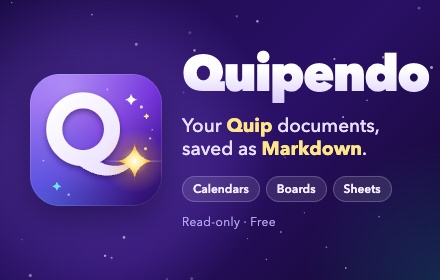 Quipendo
Your Quip documents,
saved as Markdown.
Calendars
Boards
Sheets
Read-only · Free